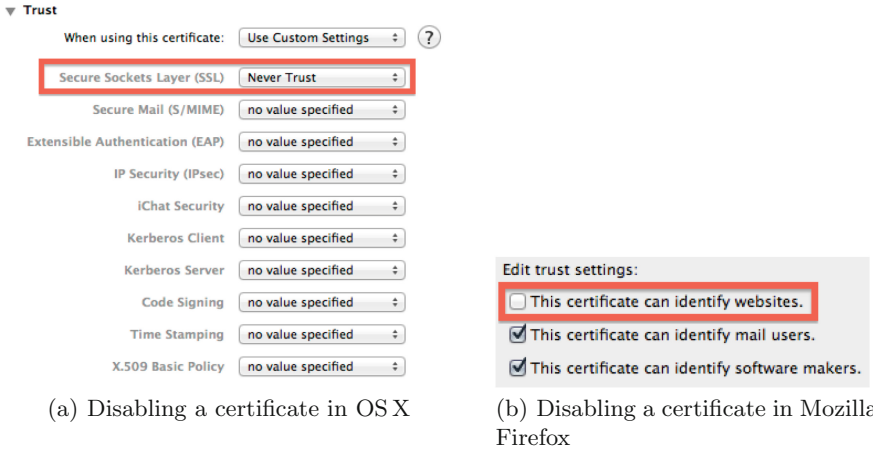 Trust
When using this certificate: Use Custom Settings ?
Secure Sockets Layer (SSL) Never Trust
Secure Mail (S/MIME) no value specified
Extensible Authentication (EAP) no value specified
IP Security (IPsec) no value specified
iChat Security no value specified
Kerberos Client no value specified
Kerberos Server no value specified
Code Signing no value specified
Time Stamping no value specified
X.509 Basic Policy no value specified
(a) Disabling a certificate in OS X
Edit trust settings:
This certificate can identify websites.
This certificate can identify mail users.
This certificate can identify software makers.
(b) Disabling a certificate in Mozilla
Firefox